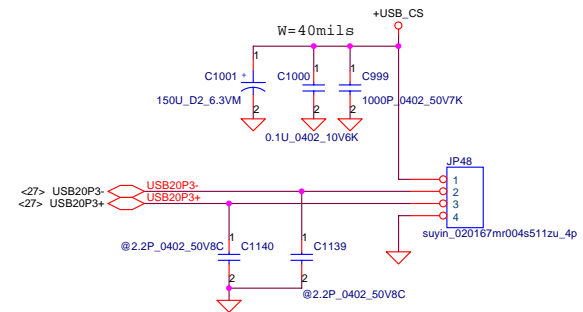 +USB_CS
W=40mils
1
1
1
C1001
+
C1000
C999
150U_D2_6.3VM
1000P_0402_50V7K
2
2
2
0.1U_0402_10V6K
JP48
1
<27> USB20P3-
USB20P3-
2
<27> USB20P3+
USB20P3+
3
4
suyin_020167mr004s511zu_4p
1
1
@2.2P_0402_50V8C
C1140
C1139
2
2
@2.2P_0402_50V8C